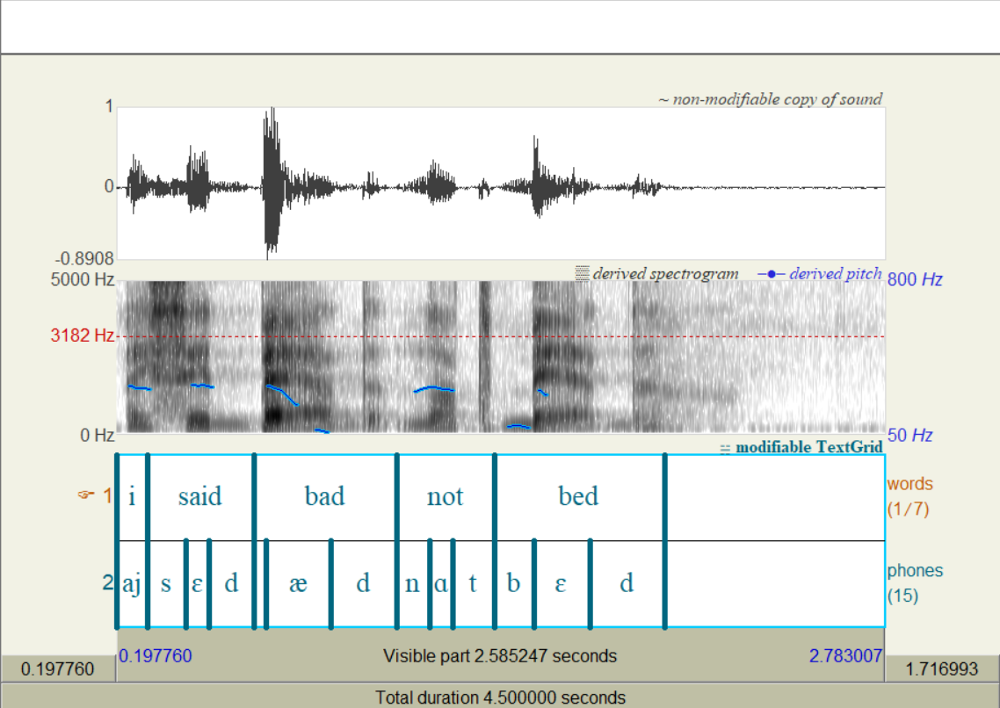 ~ non-modifiable copy of sound
1
0
-0.8908
derived spectrogram derived pitch
5000 Hz 800 Hz
3182 Hz
0 Hz 50 Hz
modifiable TextGrid
☞ 1 i said bad not bed words (1/7)
2 aj s ɛ d æ d n ɑ t b ɛ d phones (15)
0.197760 Visible part 2.585247 seconds 2.783007
0.197760 1.716993
Total duration 4.500000 seconds